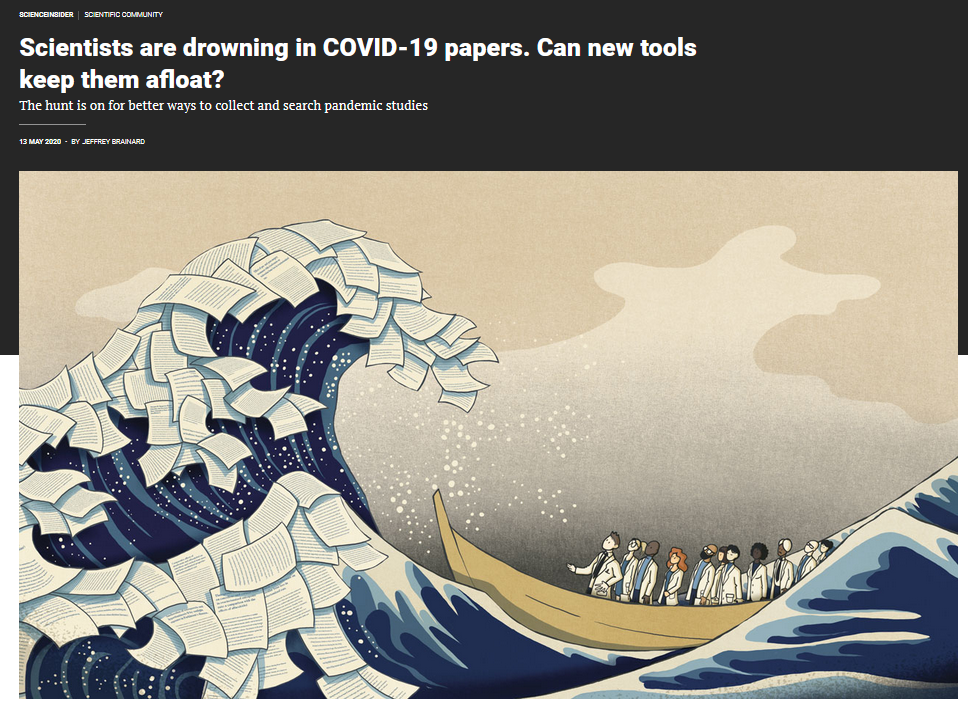 SCIENCEINSIDER | SCIENTIFIC COMMUNITY
Scientists are drowning in COVID-19 papers. Can new tools
keep them afloat?
The hunt is on for better ways to collect and search pandemic studies
13 MAY 2020 - BY JEFFREY BRAINARD